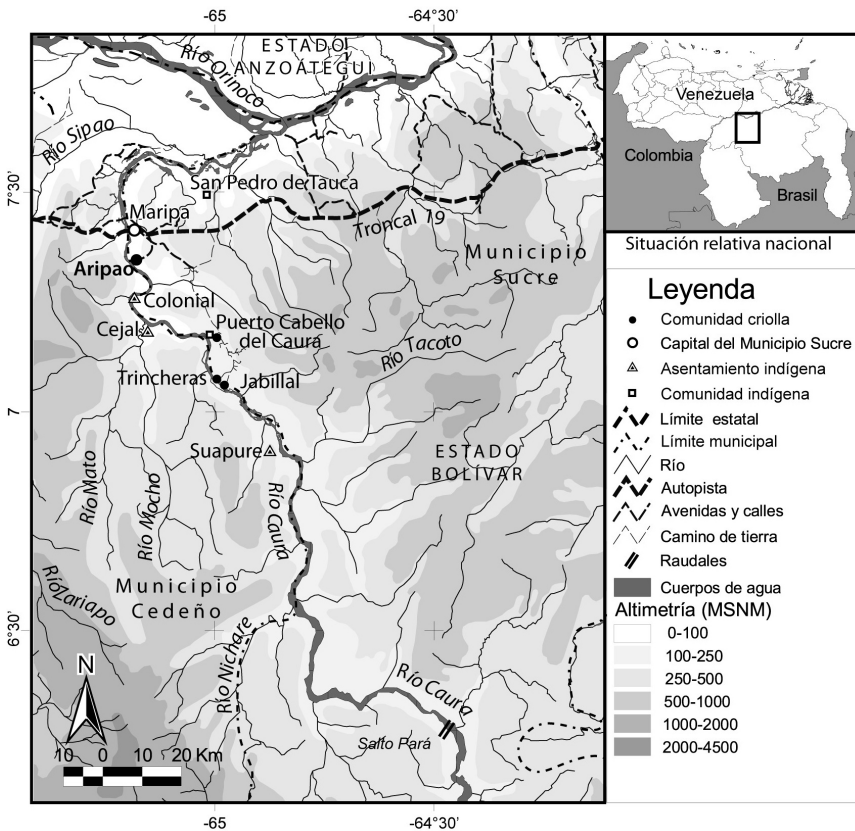 -65
-64°30'
Río Orinoco
ESTADO
ANZOÁTEGUI
Río Sipao
7°30'
San Pedro de Tauca
Maripa
Troncal 19
Aripao
Municipio
Sucre
Colonial
Cejal
Puerto Cabello
del Caura
Río Tacoto
Trincheras
Jabillal
7
Suapure
ESTADO
BOLÍVAR
Río Mato
Río Mocho
Río Caura
Municipio
Cedeño
Río Zariapo
6°30'
Río Nichare
Río Caura
N
Salto Pará
10 0 10 20 Km
-65
-64°30'
Venezuela
Colombia
Brasil
Situación relativa nacional
Leyenda
Comunidad criolla
Capital del Municipio Sucre
Asentamiento indígena
Comunidad indígena
Límite estatal
Límite municipal
Río
Autopista
Avenidas y calles
Camino de tierra
Raudales
Cuerpos de agua
Altimetría (MSNM)
0-100
100-250
250-500
500-1000
1000-2000
2000-4500